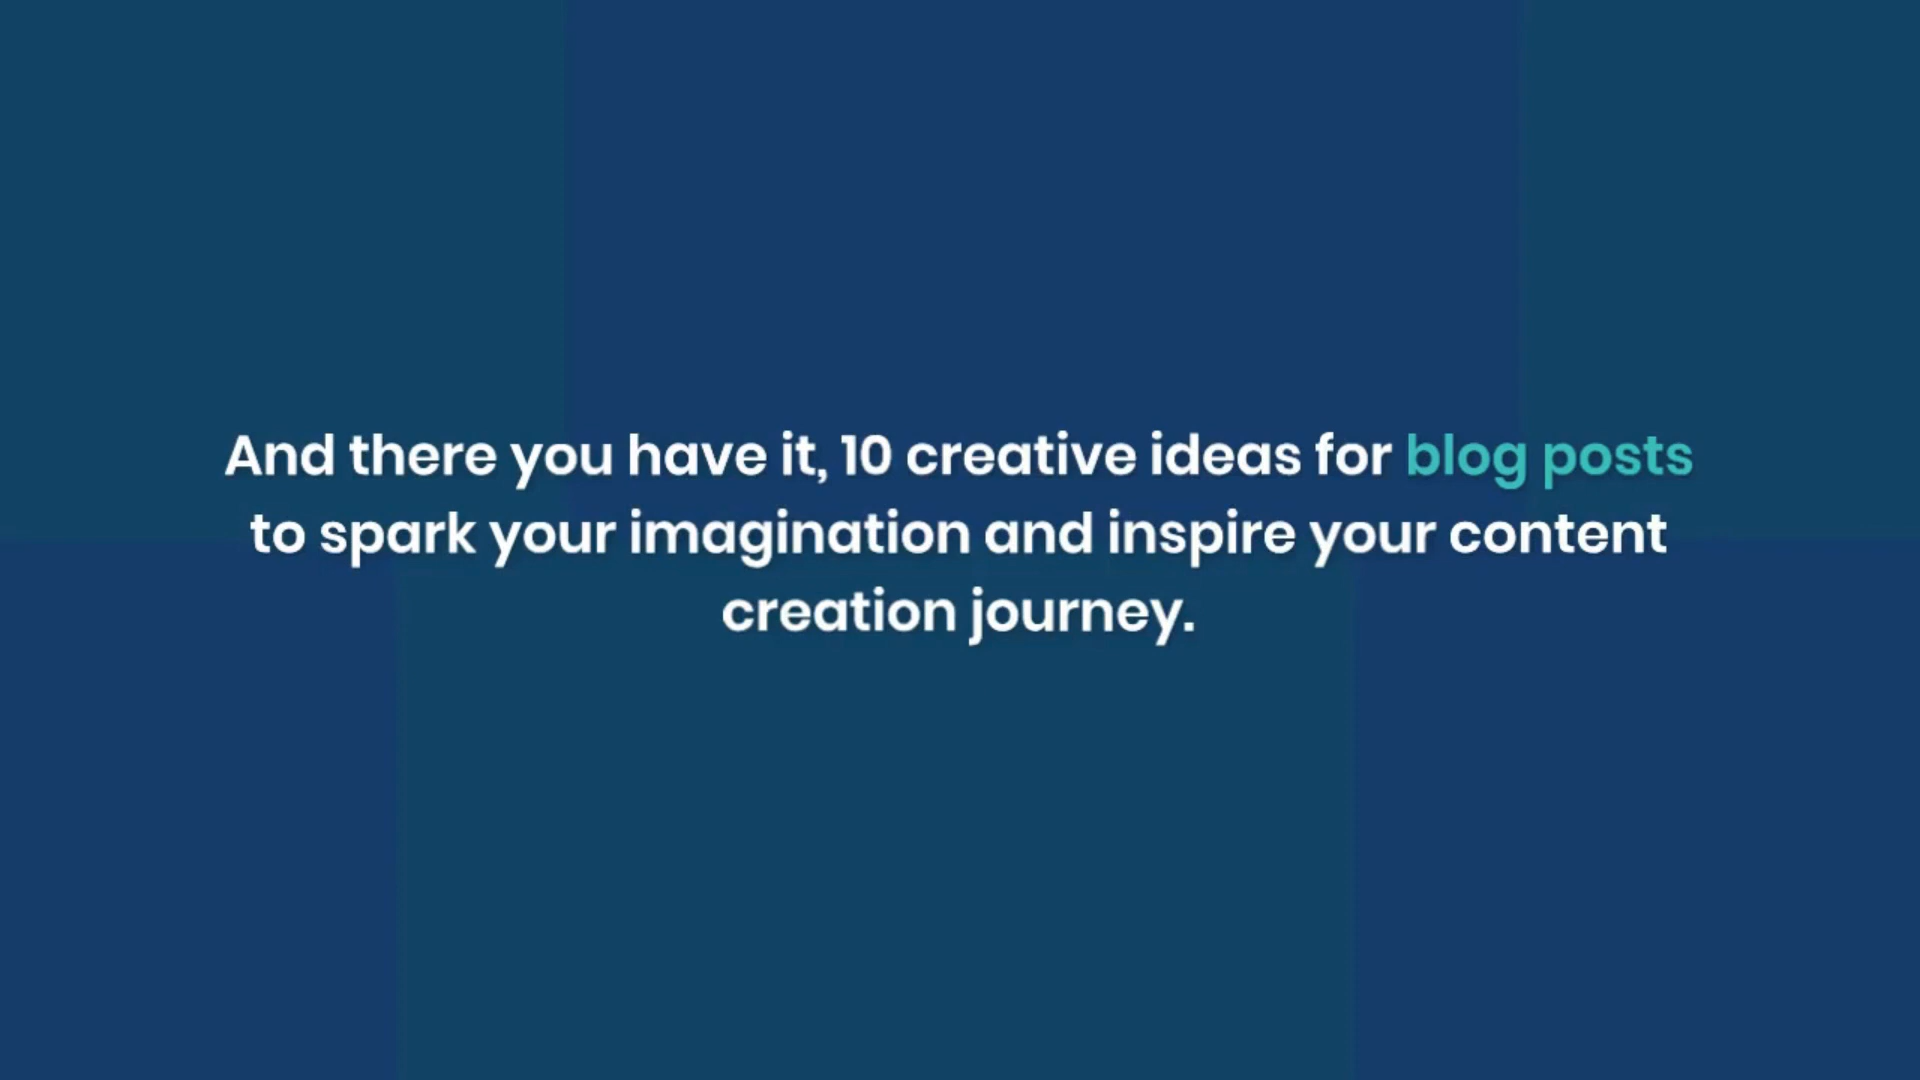 And there you have it, 10 creative ideas for blog posts
to spark your imagination and inspire your content
creation journey.